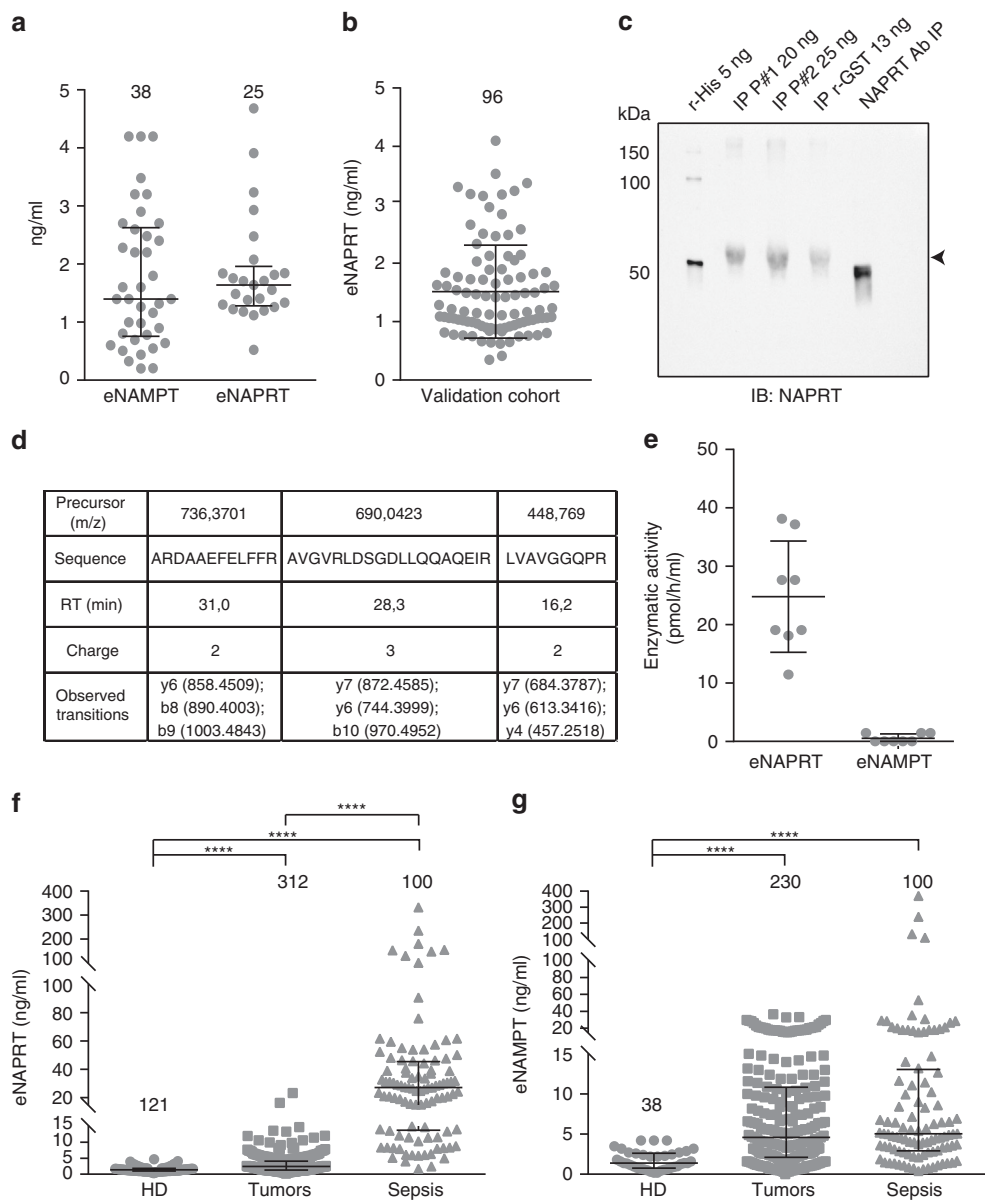 a
5
4
3
2
1
0
ng/ml
38
25
eNAMPT
eNAPRT
b
5
4
3
2
1
0
eNAPRT (ng/ml)
96
Validation cohort
c
r-His 5 ng
IP P#1 20 ng
IP P#2 25 ng
IP r-GST 13 ng
NAPRT Ab IP
kDa
150
100
50
IB: NAPRT
d
Precursor (m/z) 736,3701 690,0423 448,769
Sequence ARDAAEFELFFR AVGVRLDSGDLLQQAQEIR LVAVGGQPR
RT (min) 31,0 28,3 16,2
Charge 2 3 2
Observed transitions
y6 (858.4509); y7 (872.4585); y7 (684.3787);
b8 (890.4003); y6 (744.3999); y6 (613.3416);
b9 (1003.4843) b10 (970.4952) y4 (457.2518)
e
50
40
30
20
10
0
Enzymatic activity
(pmol/h/ml)
eNAPRT
eNAMPT
f
****
****
****
312
100
121
400
300
200
100
100
80
60
40
20
15
10
5
0
eNAPRT (ng/ml)
HD
Tumors
Sepsis
g
****
****
230
100
38
400
300
200
100
100
80
60
40
20
15
10
5
0
eNAMPT (ng/ml)
HD
Tumors
Sepsis